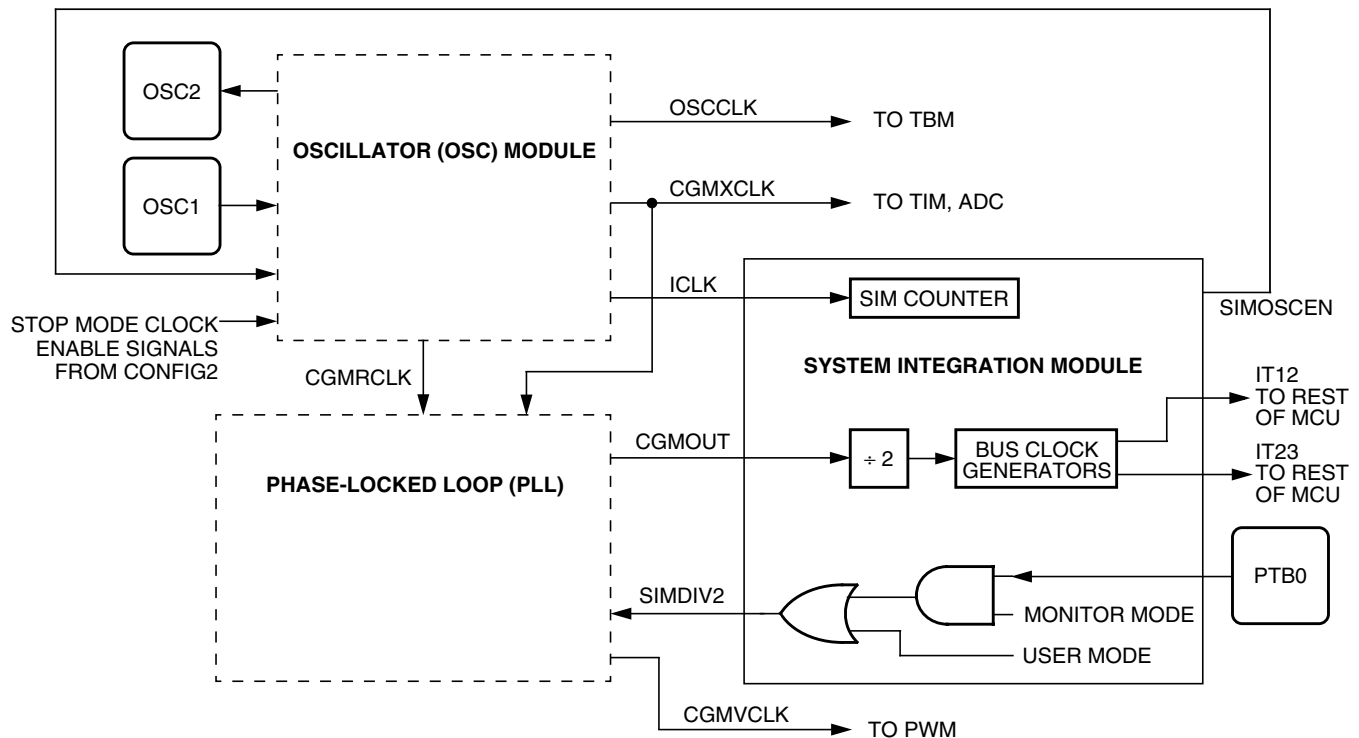 OSC2
OSC1
STOP MODE CLOCK
ENABLE SIGNALS
FROM CONFIG2
OSCILLATOR (OSC) MODULE
OSCCLK
TO TBM
CGMXCLK
TO TIM, ADC
ICLK
SIM COUNTER
SIMOSCEN
SYSTEM INTEGRATION MODULE
CGMRCLK
IT12
TO REST
OF MCU
CGMOUT
÷ 2
BUS CLOCK
GENERATORS
IT23
TO REST
OF MCU
PHASE-LOCKED LOOP (PLL)
PTB0
SIMDIV2
MONITOR MODE
USER MODE
CGMVCLK
TO PWM